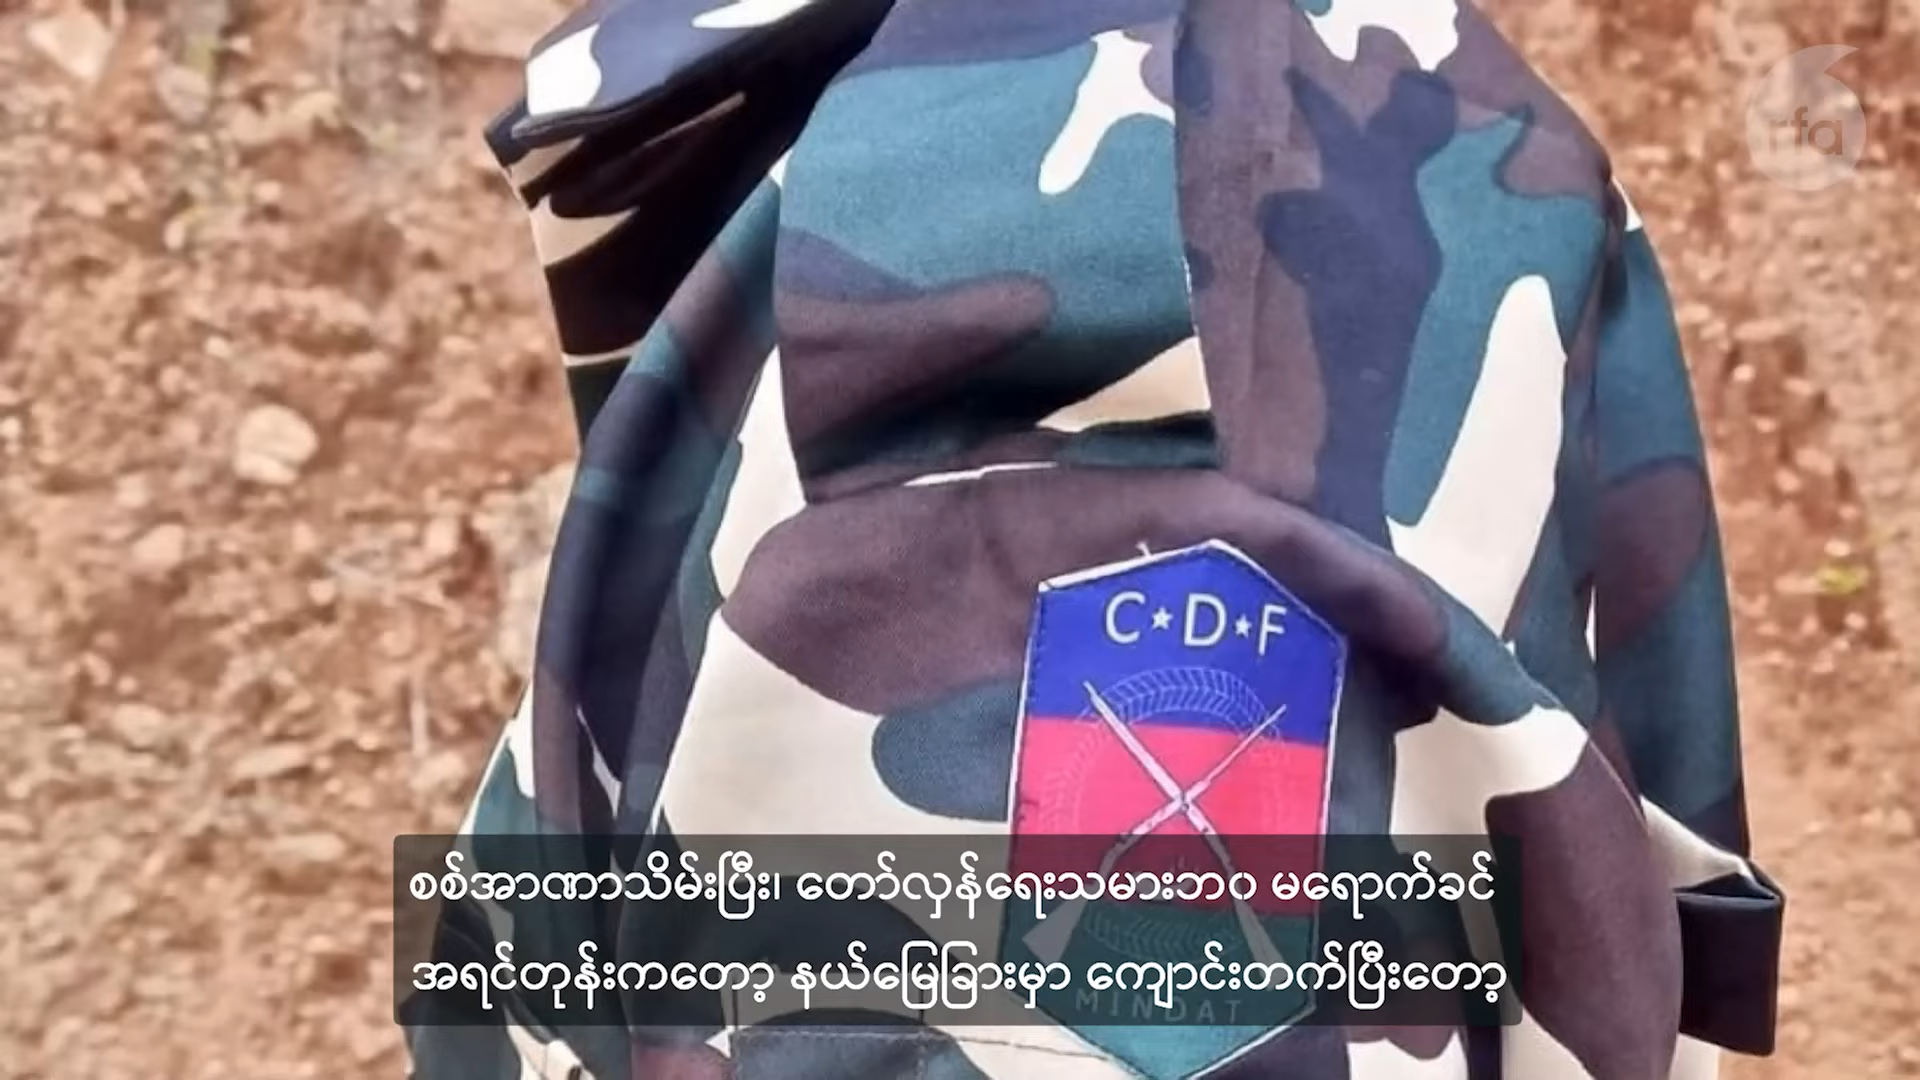 rfa
C★D★F
စစ်အာဏာသိမ်းပြီး၊ တော်လှန်ရေးသမားဘဝ မရောက်ခင်
အရင်တုန်းကတော့ နယ်မြေခြားမှာ ကျောင်းတက်ပြီးတော့
MINDAT